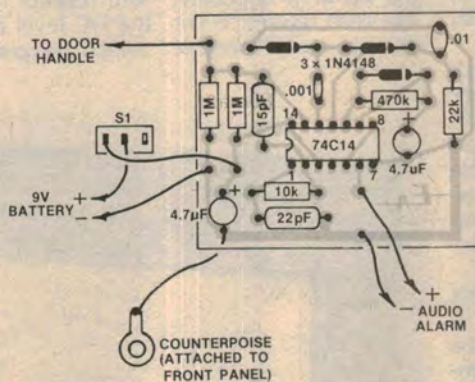 TO DOOR
HANDLE
.01
3 x 1N4148
.001
1M
1M
15pF
470k
22k
14
8
74C14
1
7
4.7µF
+
S1
9V
BATTERY
+
−
4.7µF
+
10k
22pF
+
−
AUDIO
ALARM
COUNTERPOISE
(ATTACHED TO
FRONT PANEL)